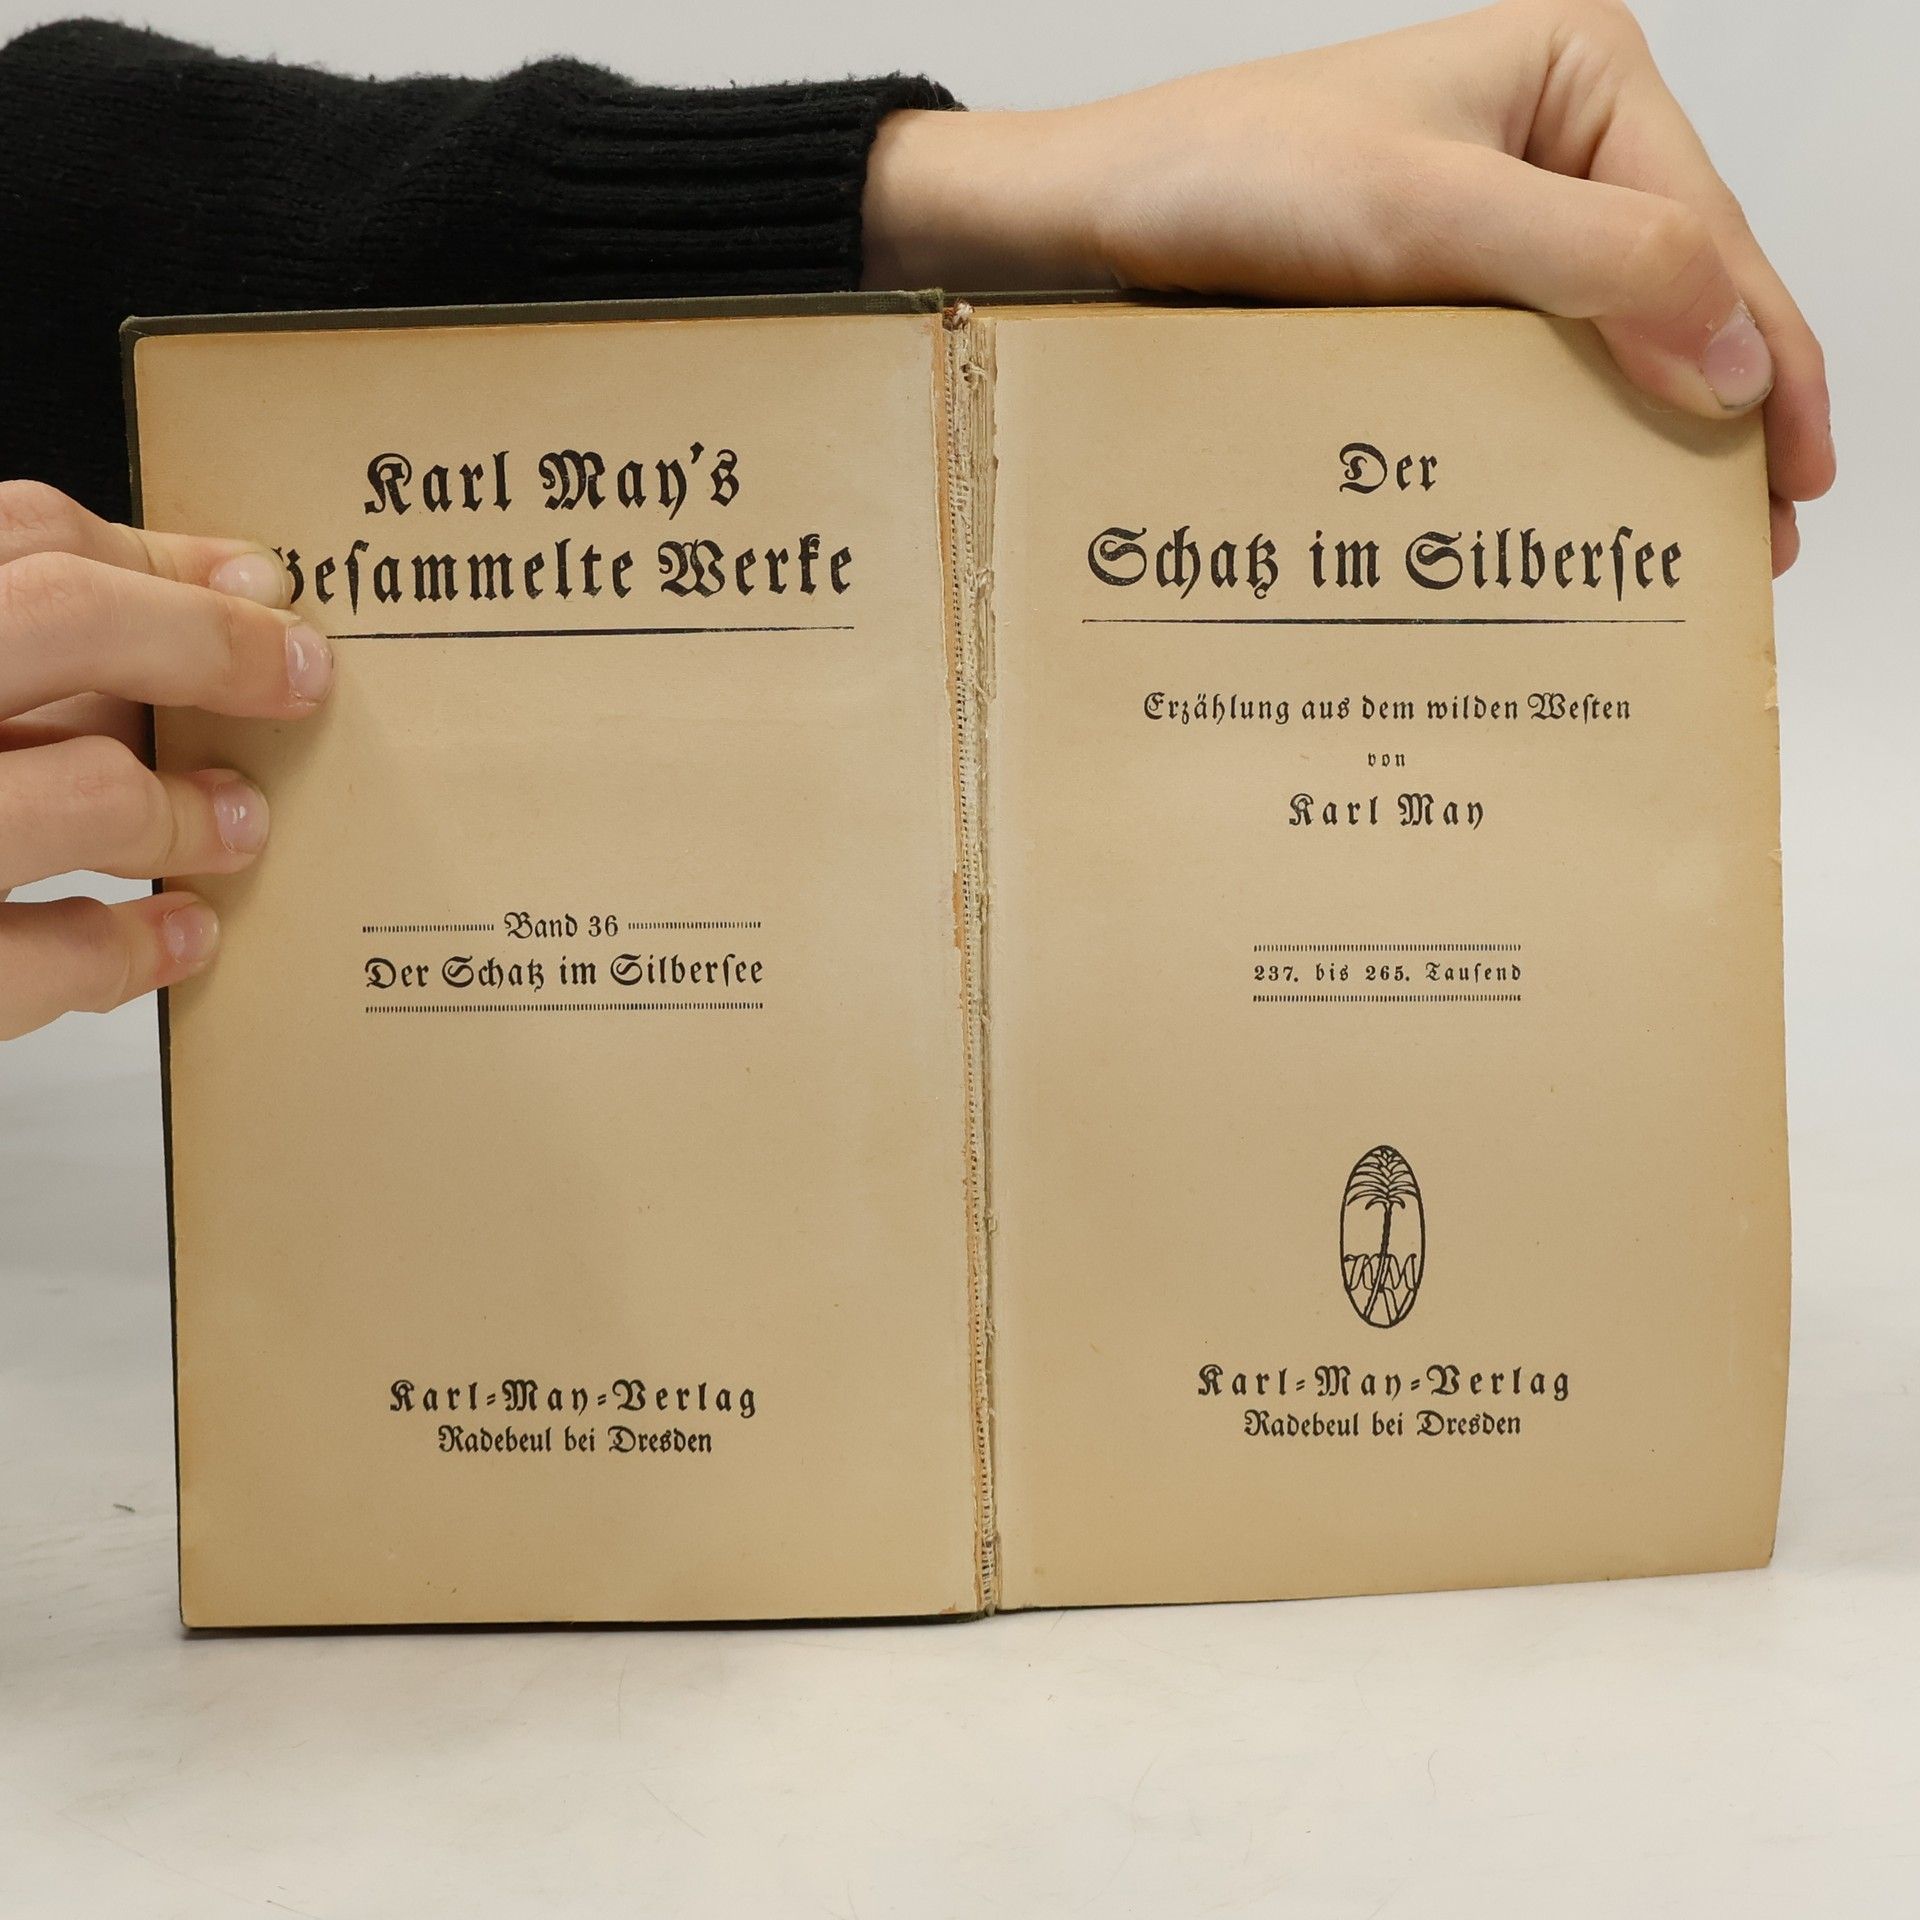 Karl May's
Gesammelte Werke
Band 36
Der Schatz im Silbersee
Karl-May-Verlag
Radebeul bei Dresden
Der
Schatz im Silbersee
Erzählung aus dem wilden Westen
von
Karl May
237. bis 265. Tausend
KM
V
Karl-May-Verlag
Radebeul bei Dresden